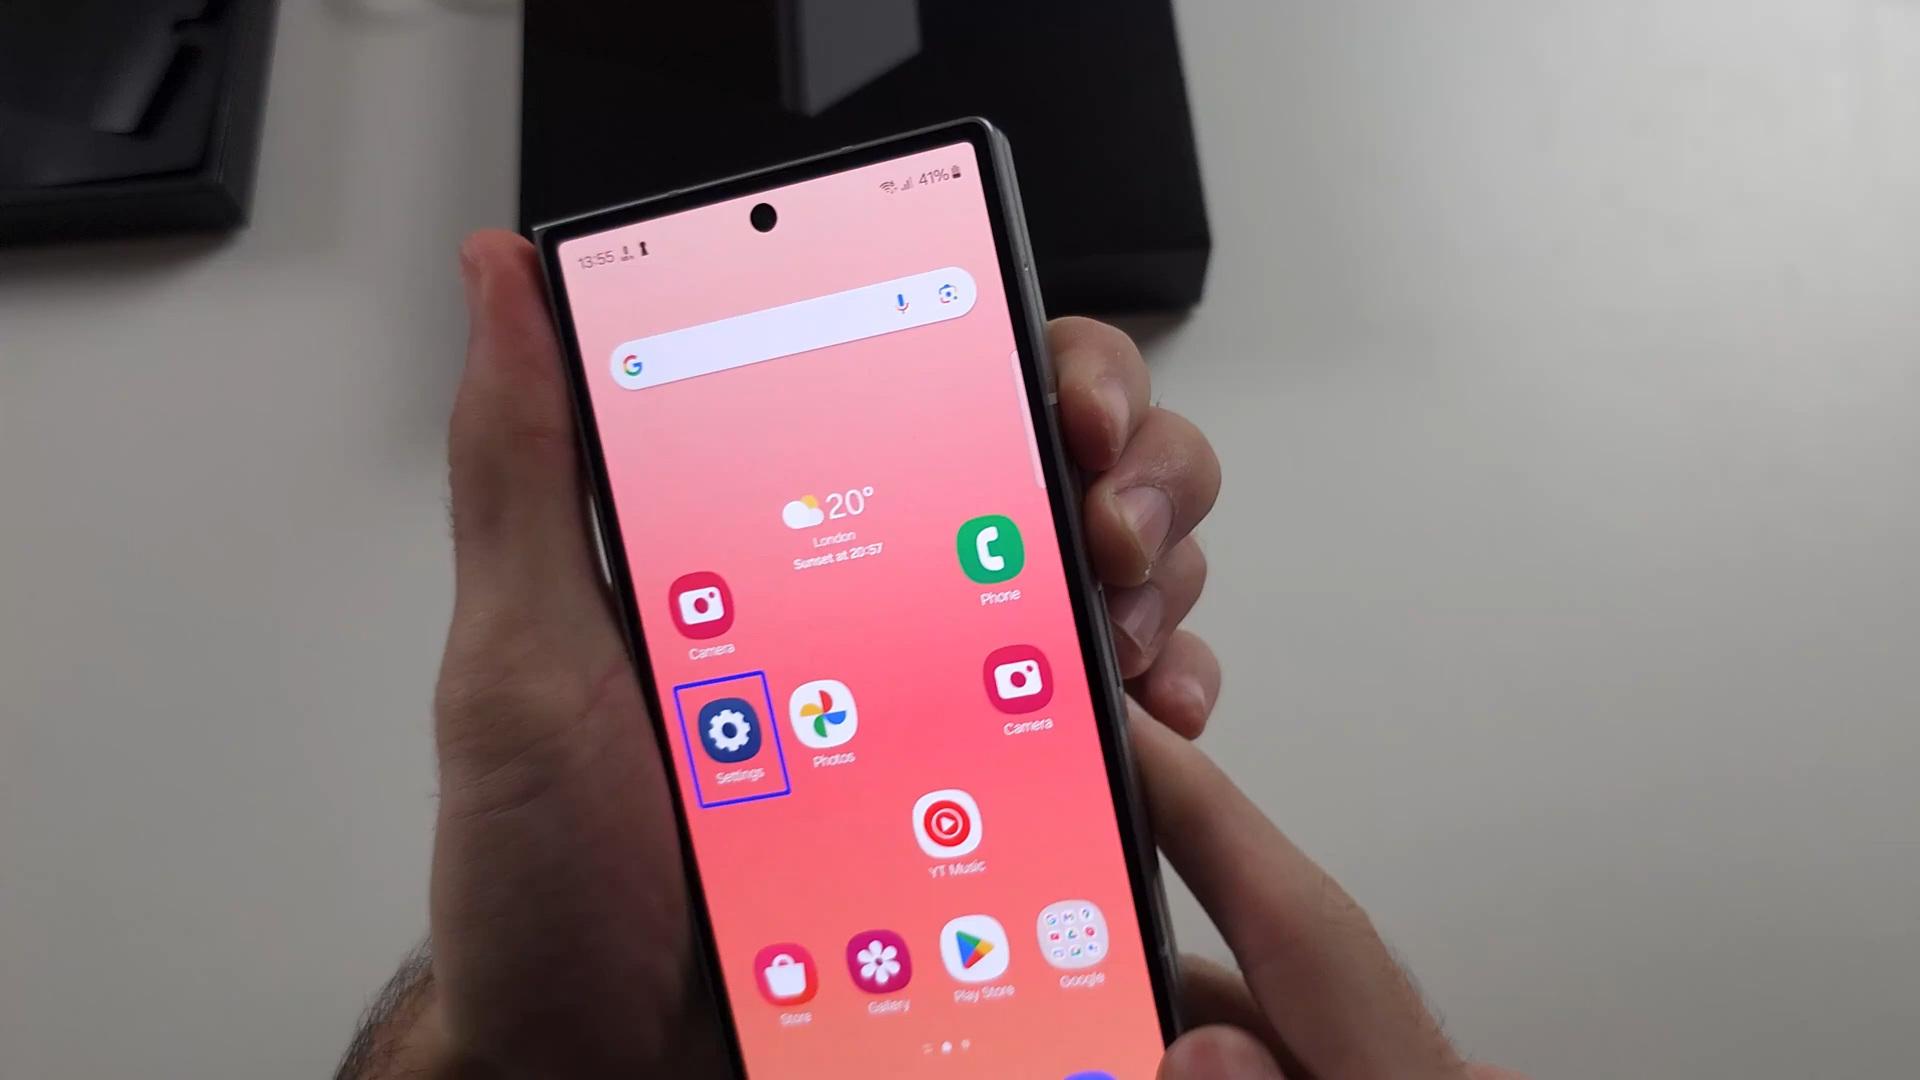 13:55
41%
G
20°
London
Sunset at 20:57
Phone
Camera
Camera
Settings
Photos
YT Music
Store
Gallery
Play Store
Google